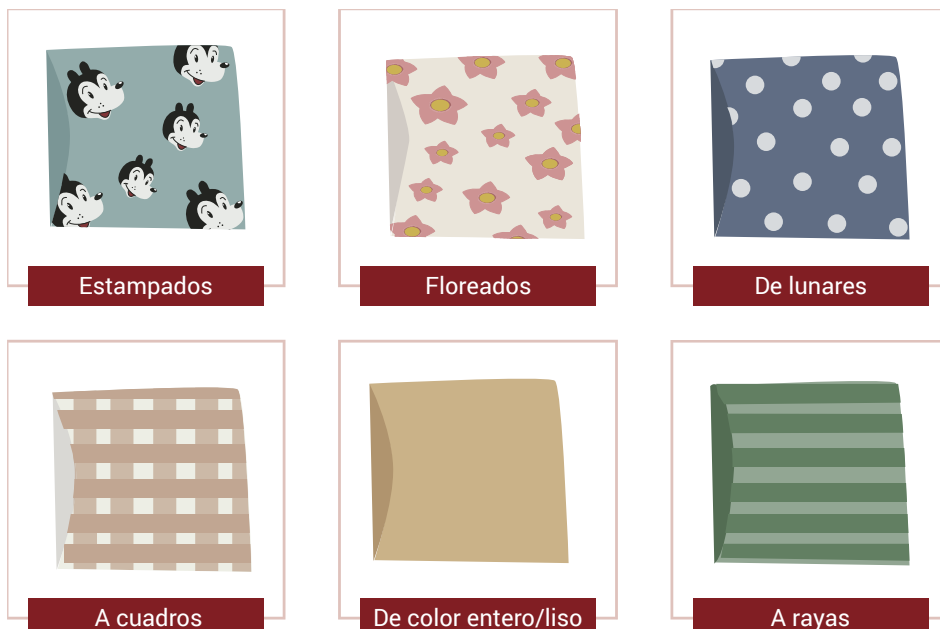 Estampados
Floreados
De lunares
A cuadros
De color entero/liso
A rayas